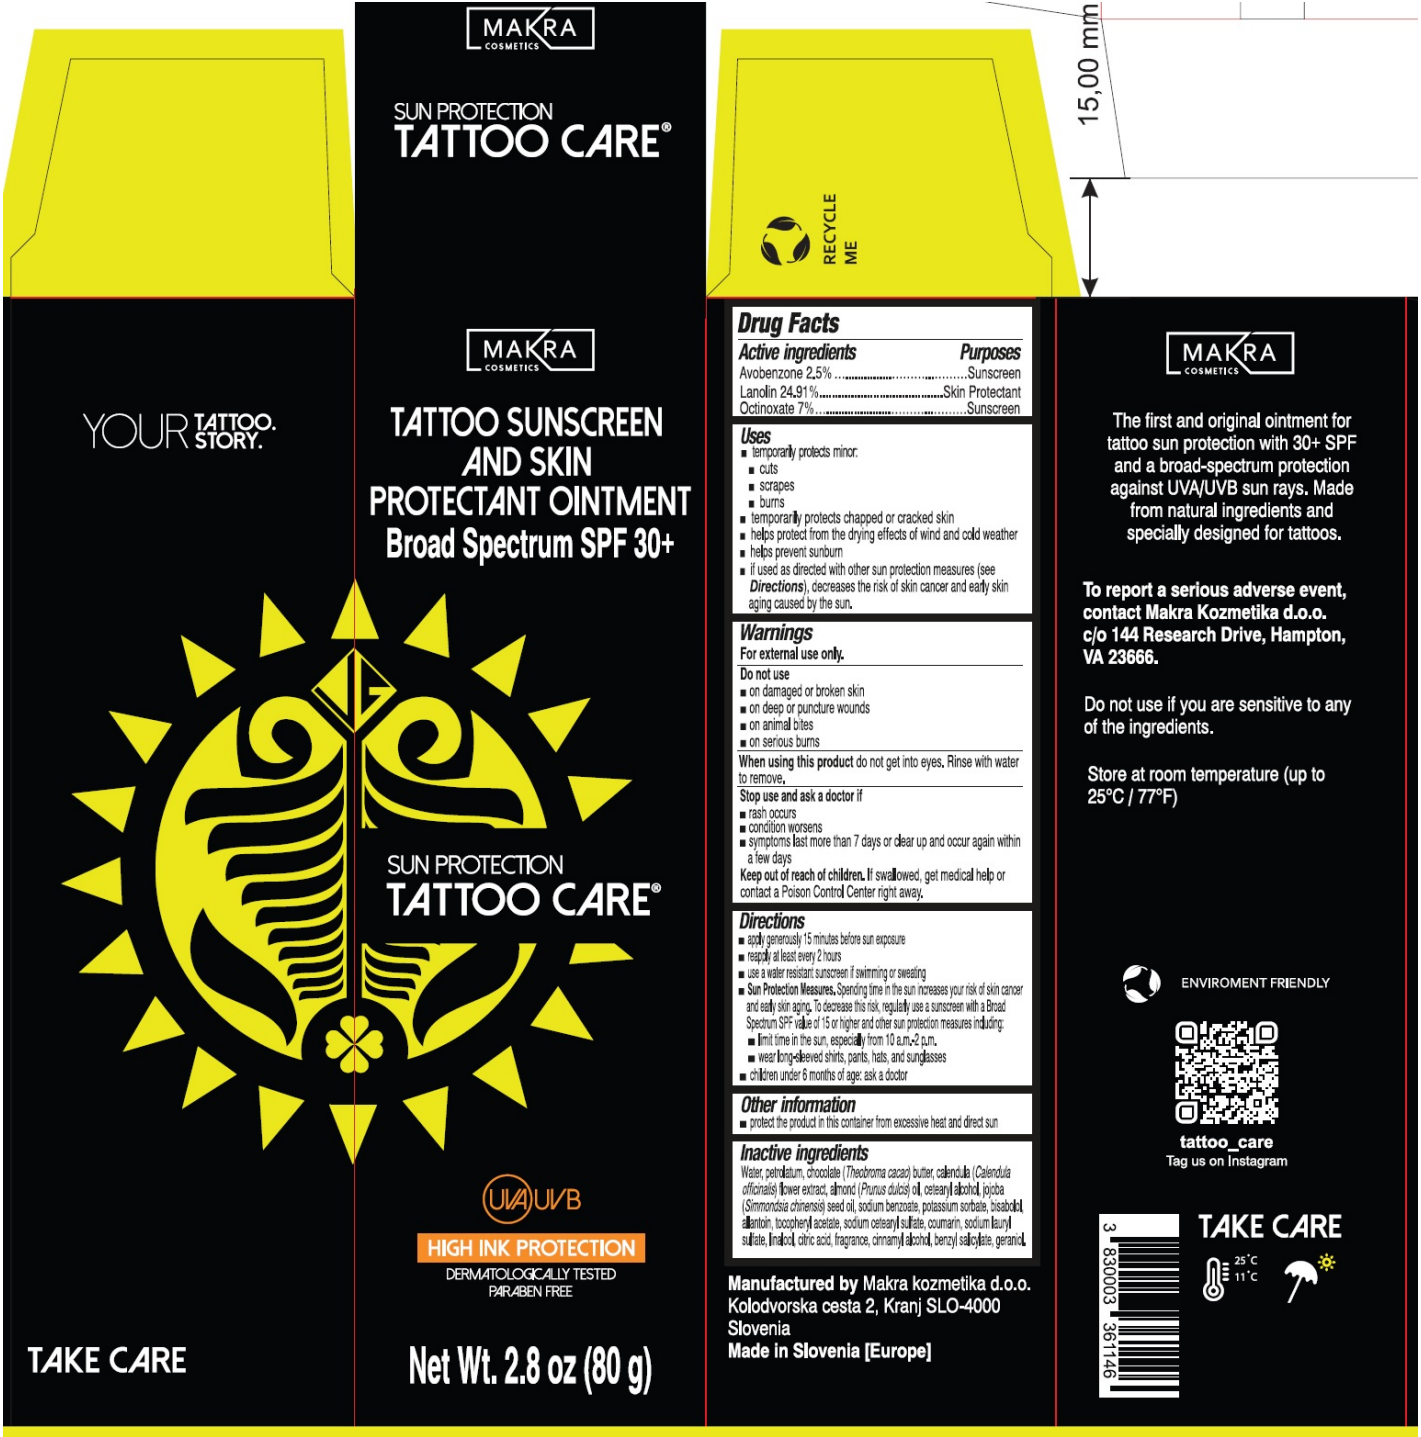 MAKRA
COSMETICS
SUN PROTECTION
TATTOO CARE®
RECYCLE
ME
15,00 mm
YOUR TATTOO.
STORY.
TAKE CARE
MAKRA
COSMETICS
TATTOO SUNSCREEN
AND SKIN
PROTECTANT OINTMENT
Broad Spectrum SPF 30+
SUN PROTECTION
TATTOO CARE®
UVA UVB
HIGH INK PROTECTION
DERMATOLOGICALLY TESTED
PARABEN FREE
Net Wt. 2.8 oz (80 g)
Drug Facts
Active ingredients Purposes
Avobenzone 2.5% ........................................Sunscreen
Lanolin 24.91%........................................Skin Protectant
Octinoxate 7%........................................Sunscreen
Uses
■ temporarily protects minor:
■ cuts
■ scrapes
■ burns
■ temporarily protects chapped or cracked skin
■ helps protect from the drying effects of wind and cold weather
■ helps prevent sunburn
■ if used as directed with other sun protection measures (see
Directions), decreases the risk of skin cancer and early skin
aging caused by the sun.
Warnings
For external use only.
Do not use
■ on damaged or broken skin
■ on deep or puncture wounds
■ on animal bites
■ on serious burns
When using this product do not get into eyes. Rinse with water
to remove.
Stop use and ask a doctor if
■ rash occurs
■ condition worsens
■ symptoms last more than 7 days or clear up and occur again within
a few days
Keep out of reach of children. If swallowed, get medical help or
contact a Poison Control Center right away.
Directions
■ apply generously 15 minutes before sun exposure
■ reapply at least every 2 hours
■ use a water resistant sunscreen if swimming or sweating
■ Sun Protection Measures. Spending time in the sun increases your risk of skin cancer
and early skin aging. To decrease this risk, regularly use a sunscreen with a Broad
Spectrum SPF value of 15 or higher and other sun protection measures including:
■ limit time in the sun, especially from 10 a.m.-2 p.m.
■ wear long-sleeved shirts, pants, hats, and sunglasses
■ children under 6 months of age: ask a doctor
Other information
■ protect the product in this container from excessive heat and direct sun
Inactive ingredients
Water, petrolatum, chocolate (Theobroma cacao) butter, calendula (Calendula
officinalis) flower extract, almond (Prunus dulcis) oil, cetearyl alcohol, jojoba
(Simmondsia chinensis) seed oil, sodium benzoate, potassium sorbate, bisabolol,
allantoin, tocopheryl acetate, sodium cetearyl sulfate, coumarin, sodium lauryl
sulfate, linalool, citric acid, fragrance, cinnamyl alcohol, benzyl salicylate, geraniol.
Manufactured by Makra kozmetika d.o.o.
Kolodvorska cesta 2, Kranj SLO-4000
Slovenia
Made in Slovenia [Europe]
MAKRA
COSMETICS
The first and original ointment for
tattoo sun protection with 30+ SPF
and a broad-spectrum protection
against UVA/UVB sun rays. Made
from natural ingredients and
specially designed for tattoos.
To report a serious adverse event,
contact Makra Kozmetika d.o.o.
c/o 144 Research Drive, Hampton,
VA 23666.
Do not use if you are sensitive to any
of the ingredients.
Store at room temperature (up to
25°C / 77°F)
ENVIROMENT FRIENDLY
tattoo_care
Tag us on Instagram
3 830003 361146
TAKE CARE
25°C
11°C